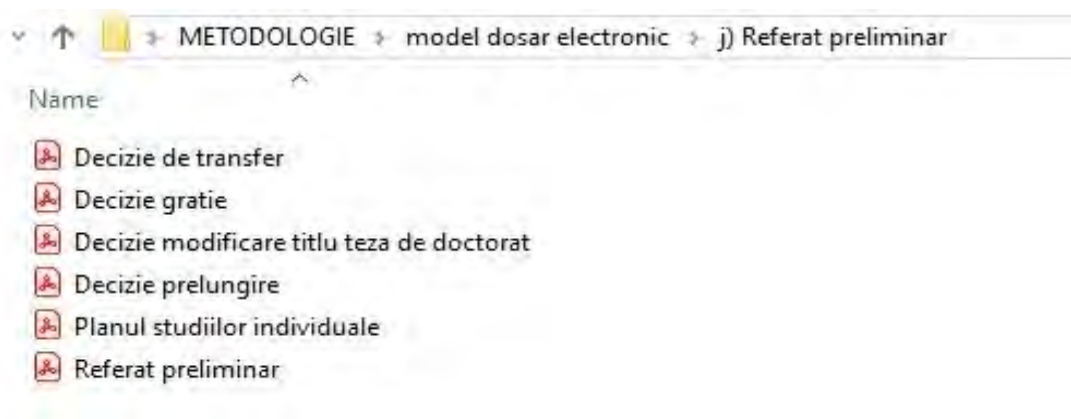 METODOLOGIE model dosar electronic j) Referat preliminar
Name
Decizie de transfer
Decizie gratie
Decizie modificare titlu teza de doctorat
Decizie prelungire
Planul studiilor individuale
Referat preliminar